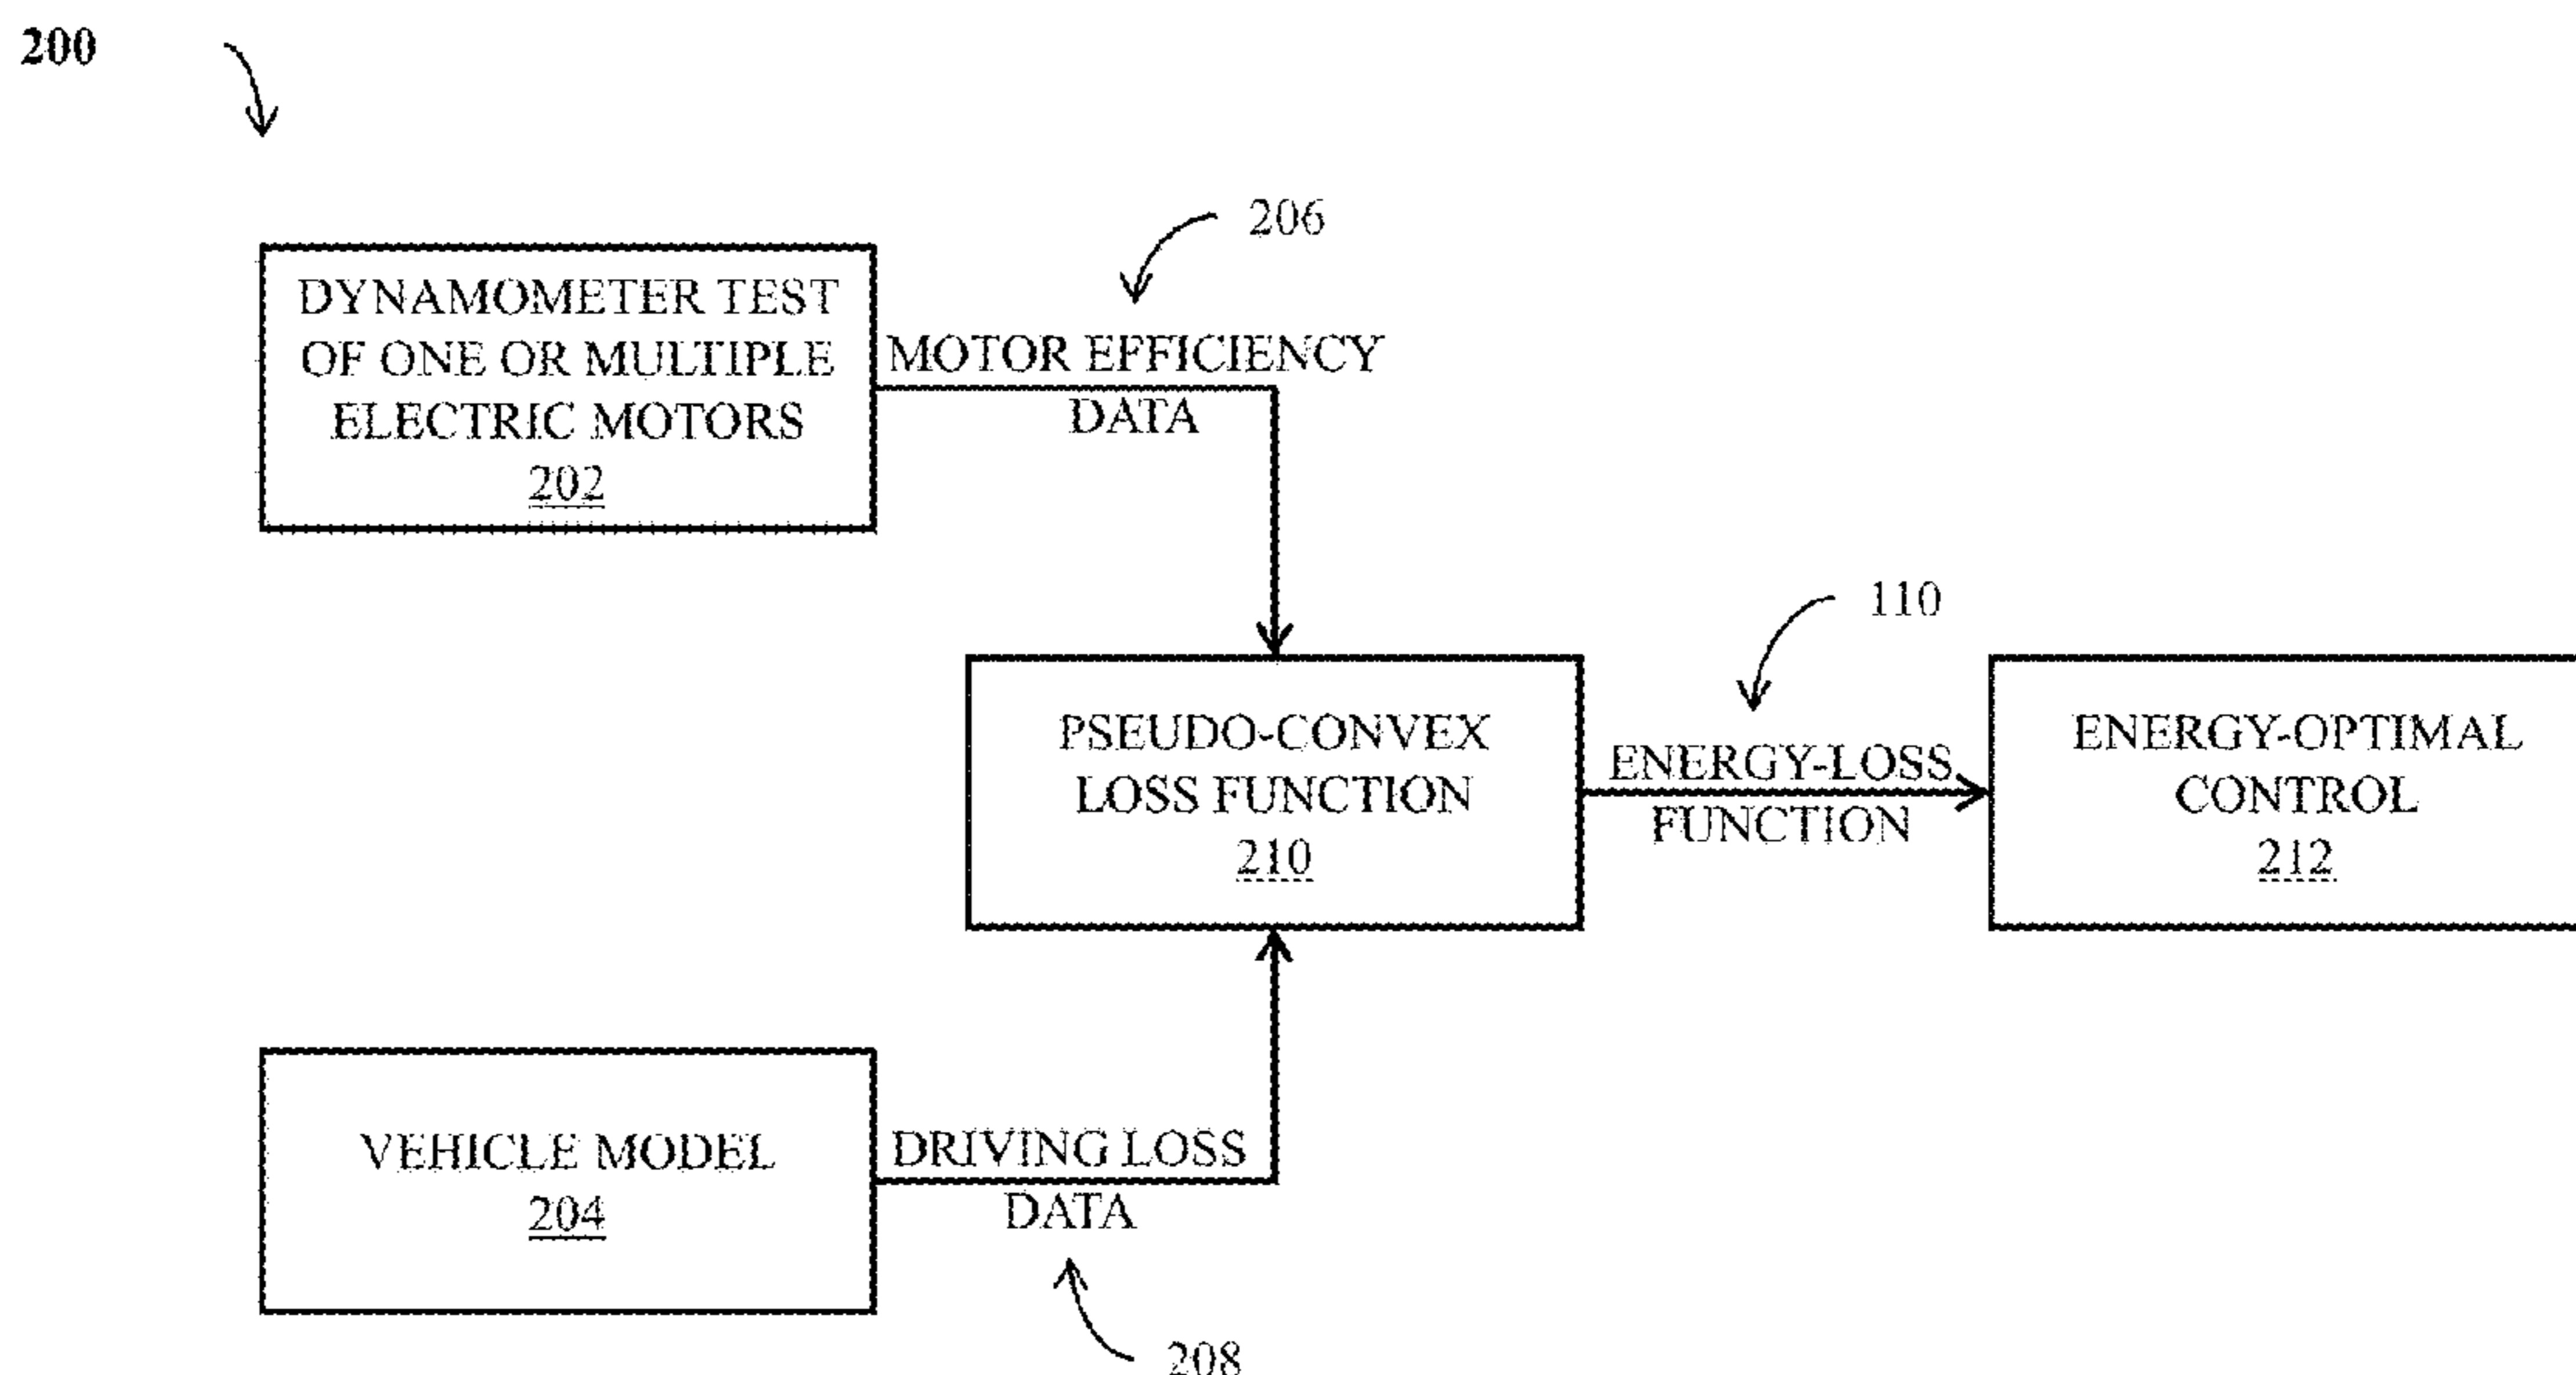 200
206
DYNAMOMETER TEST
OF ONE OR MULTIPLE
ELECTRIC MOTORS
202
MOTOR EFFICIENCY
DATA
110
PSEUDO-CONVEX
LOSS FUNCTION
210
ENERGY-LOSS
FUNCTION
ENERGY-OPTIMAL
CONTROL
212
VEHICLE MODEL
204
DRIVING LOSS
DATA
208